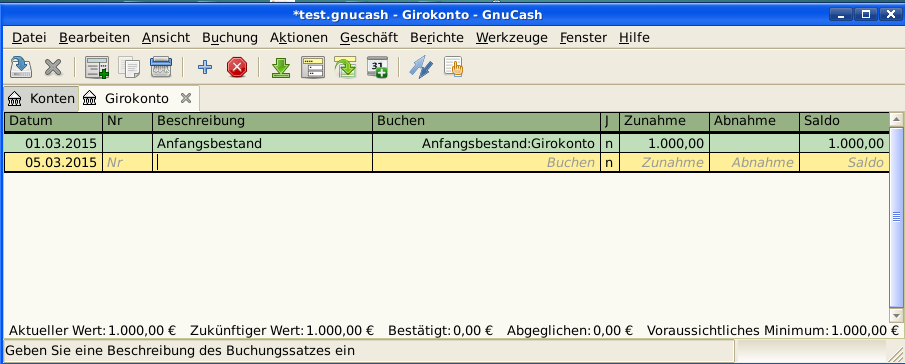 *test.gnucash - Girokonto - GnuCash
Datei Bearbeiten Ansicht Buchung Aktionen Geschäft Berichte Werkzeuge Fenster Hilfe
31
Konten Girokonto
Datum Nr Beschreibung Buchen J Zunahme Abnahme Saldo
01.03.2015 Anfangsbestand Anfangsbestand:Girokonto n 1.000,00 1.000,00
05.03.2015 Nr Buchen n Zunahme Abnahme Saldo
Aktueller Wert: 1.000,00 € Zukünftiger Wert: 1.000,00 € Bestätigt: 0,00 € Abgeglichen: 0,00 € Voraussichtliches Minimum: 1.000,00 €
Geben Sie eine Beschreibung des Buchungssatzes ein